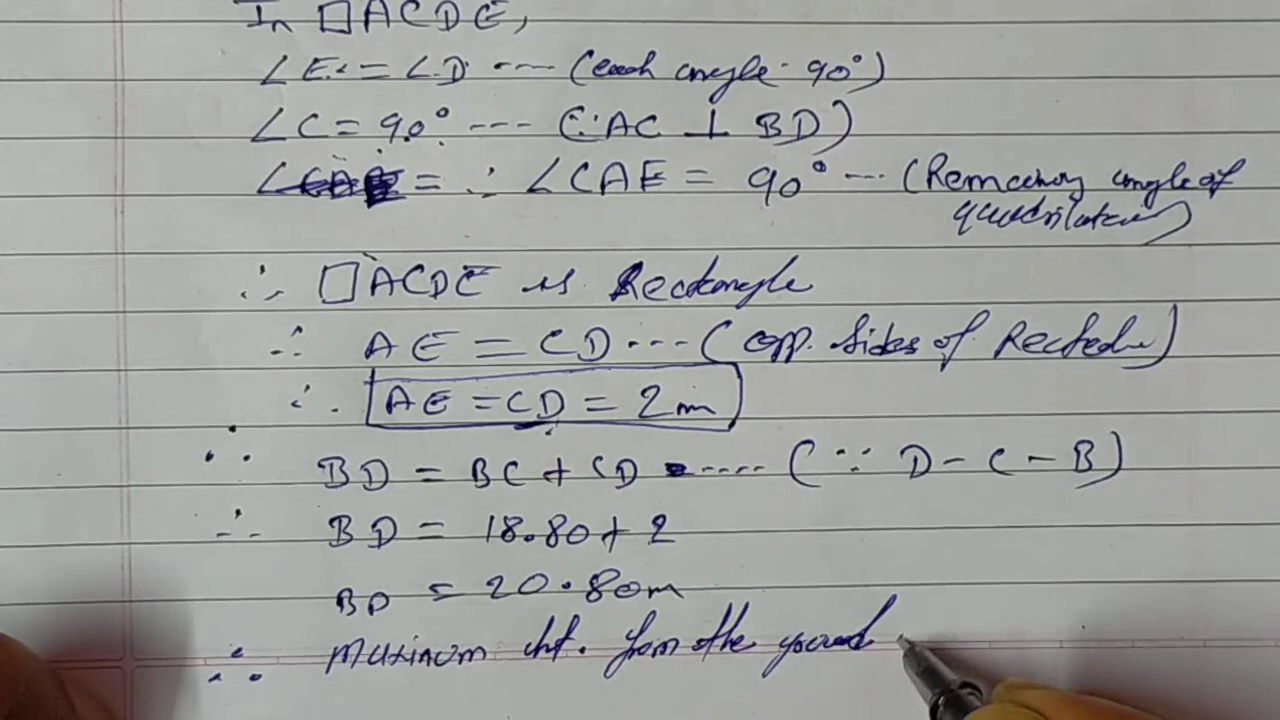 In □ACDE,
∠E = ∠D ---- (each angle 90°)
∠C = 90° --- (∵ AC ⊥ BD)
∠ = ∴ ∠CAE = 90° --- (Remaining angle of
quadrilateral)
∴ □ACDE is Rectangle
∴ AE = CD --- (opp. sides of Rectangle)
∴ AE = CD = 2m
∴ BD = BC + CD ----- (∵ D - C - B)
∴ BD = 18.80 + 2
BD = 20.80m
∴ Maximum ht. from the ground